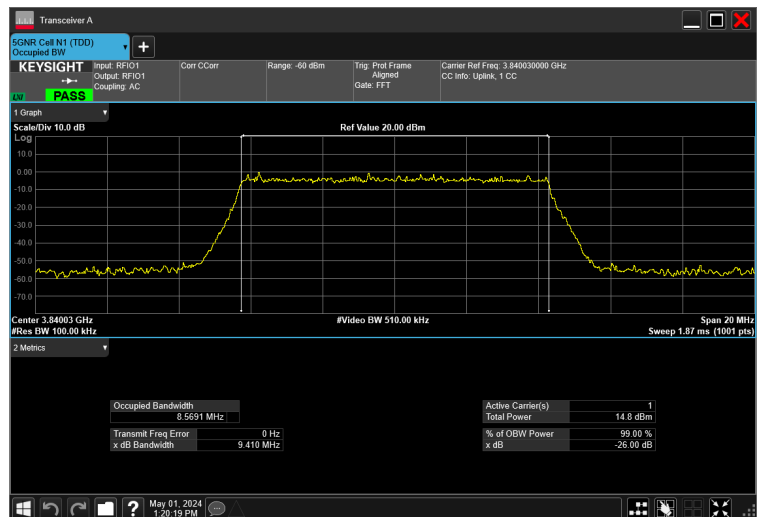 Transceiver A
5GNR Cell N1 (TDD)
Occupied BW
KEYSIGHT
PASS
Input: RFIO1
Output: RFIO1
Coupling: AC
Corr CCorr
Range: -60 dBm
Trig: Prot Frame
Aligned
Gate: FFT
Carrier Ref Freq: 3.840030000 GHz
CC Info: Uplink, 1 CC
1 Graph
Scale/Div 10.0 dB
Ref Value 20.00 dBm
Log
10.0
0.00
-10.0
-20.0
-30.0
-40.0
-50.0
-60.0
-70.0
Center 3.84003 GHz
#Video BW 510.00 kHz
Span 20 MHz
#Res BW 100.00 kHz
Sweep 1.87 ms (1001 pts)
2 Metrics
Occupied Bandwidth
8.5691 MHz
Transmit Freq Error 0 Hz
x dB Bandwidth 9.410 MHz
Active Carrier(s) 1
Total Power 14.8 dBm
% of OBW Power 99.00 %
x dB -26.00 dB
May 01, 2024
1:20:19 PM